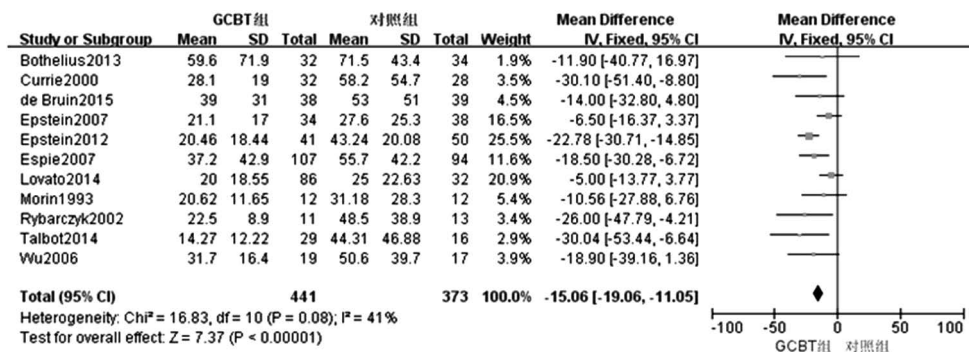 GCBT组 对照组 Mean Difference Mean Difference
Study or Subgroup Mean SD Total Mean SD Total Weight IV, Fixed, 95% CI IV, Fixed, 95% CI
Bothelius2013 59.6 71.9 32 71.5 43.4 34 1.9% -11.90 [-40.77, 16.97]
Currie2000 28.1 19 32 58.2 54.7 28 3.5% -30.10 [-51.40, -8.80]
de Bruin2015 39 31 38 53 51 39 4.5% -14.00 [-32.80, 4.80]
Epstein2007 21.1 17 34 27.6 25.3 38 16.5% -6.50 [-16.37, 3.37]
Epstein2012 20.46 18.44 41 43.24 20.08 50 25.5% -22.78 [-30.71, -14.85]
Espie2007 37.2 42.9 107 55.7 42.2 94 11.6% -18.50 [-30.28, -6.72]
Lovato2014 20 18.55 86 25 22.63 32 20.9% -5.00 [-13.77, 3.77]
Morin1993 20.62 11.65 12 31.18 28.3 12 5.4% -10.56 [-27.88, 6.76]
Rybarczyk2002 22.5 8.9 11 48.5 38.9 13 3.4% -26.00 [-47.79, -4.21]
Talbot2014 14.27 12.22 29 44.31 46.88 16 2.9% -30.04 [-53.44, -6.64]
Wu2006 31.7 16.4 19 50.6 39.7 17 3.9% -18.90 [-39.16, 1.36]
Total (95% CI) 441 373 100.0% -15.06 [-19.06, -11.05]
Heterogeneity: Chi² = 16.83, df = 10 (P = 0.08); I² = 41%
Test for overall effect: Z = 7.37 (P < 0.00001)
-100 -50 0 50 100
GCBT组 对照组